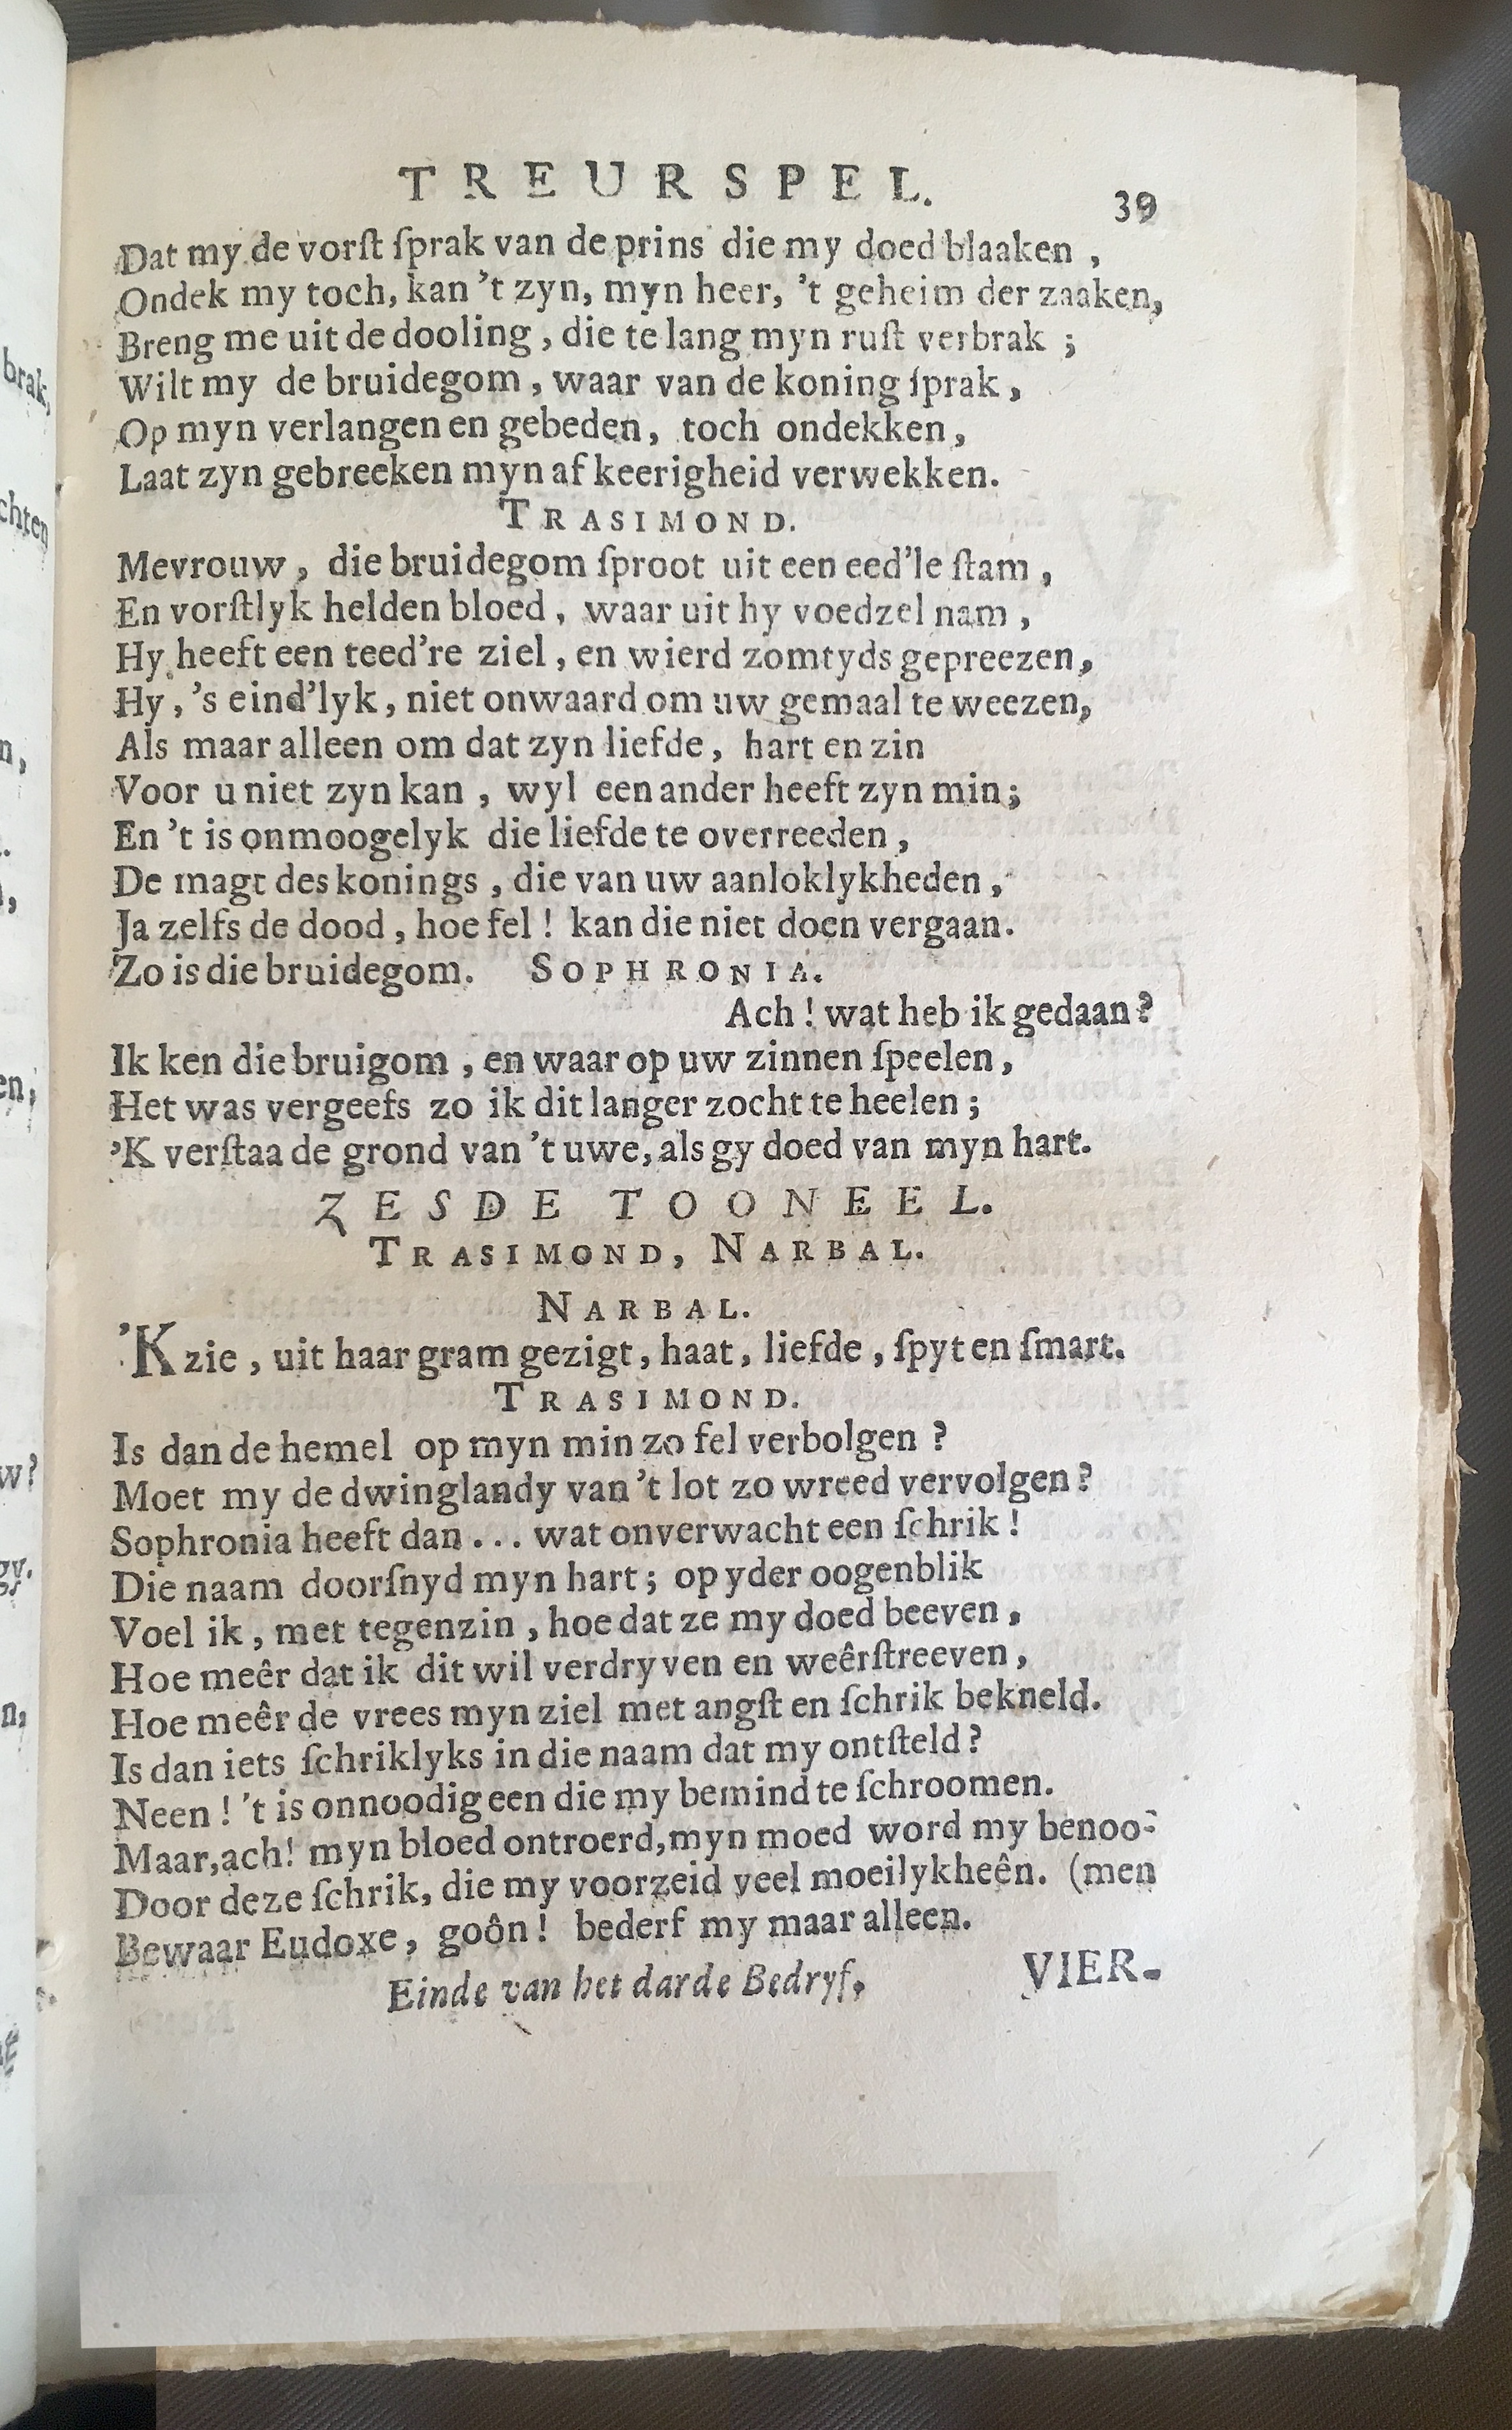 TREURSPEL. 39
Dat my de vorſt ſprak van de prins die my doed blaaken,
Ondek my toch, kan 't zyn, myn heer, 't geheim der zaaken,
Breng me uit de dooling, die te lang myn ruſt verbrak;
Wilt my de bruidegom, waar van de koning ſprak,
Op myn verlangen en gebeden, toch ondekken,
Laat zyn gebreeken myn afkeerigheid verwekken.
TRASIMOND.
Mevrouw, die bruidegom ſproot uit een eed'le ſtam,
En vorſtlyk helden bloed, waar uit hy voedzel nam,
Hy heeft een teed're ziel, en wierd zomtyds gepreezen,
Hy, 's eind'lyk, niet onwaard om uw gemaal te weezen,
Als maar alleen om dat zyn liefde, hart en zin
Voor u niet zyn kan, wyl een ander heeft zyn min;
En 't is onmoogelyk die liefde te overreeden,
De magt des konings, die van uw aanloklykheden,
Ja zelfs de dood, hoe fel! kan die niet doen vergaan.
Zo is die bruidegom. SOPHRONIA.
Ach! wat heb ik gedaan?
Ik ken die bruigom, en waar op uw zinnen ſpeelen,
Het was vergeefs zo ik dit langer zocht te heelen;
'K verſtaa de grond van 't uwe, als gy doed van myn hart.
ZESDE TOONEEL.
TRASIMOND, NARBAL.
NARBAL.
'K zie, uit haar gram gezigt, haat, liefde, ſpyt en ſmart.
TRASIMOND.
Is dan de hemel op myn min zo fel verbolgen?
Moet my de dwinglandy van 't lot zo wreed vervolgen?
Sophronia heeft dan... wat onverwacht een ſchrik!
Die naam doorſnyd myn hart; op yder oogenblik
Voel ik, met tegenzin, hoe dat ze my doed beeven,
Hoe meêr dat ik dit wil verdryven en weêrſtreeven,
Hoe meêr de vrees myn ziel met angſt en ſchrik bekneld.
Is dan iets ſchriklyks in die naam dat my ontſteld?
Neen! 't is onnoodig een die my bemind te ſchroomen.
Maar, ach! myn bloed ontroerd, myn moed word my benoo-
Door deze ſchrik, die my voorzeid veel moeilykheên. (men
Bewaar Eudoxe, goôn! bederf my maar alleen.
Einde van het darde Bedryf.
VIER-